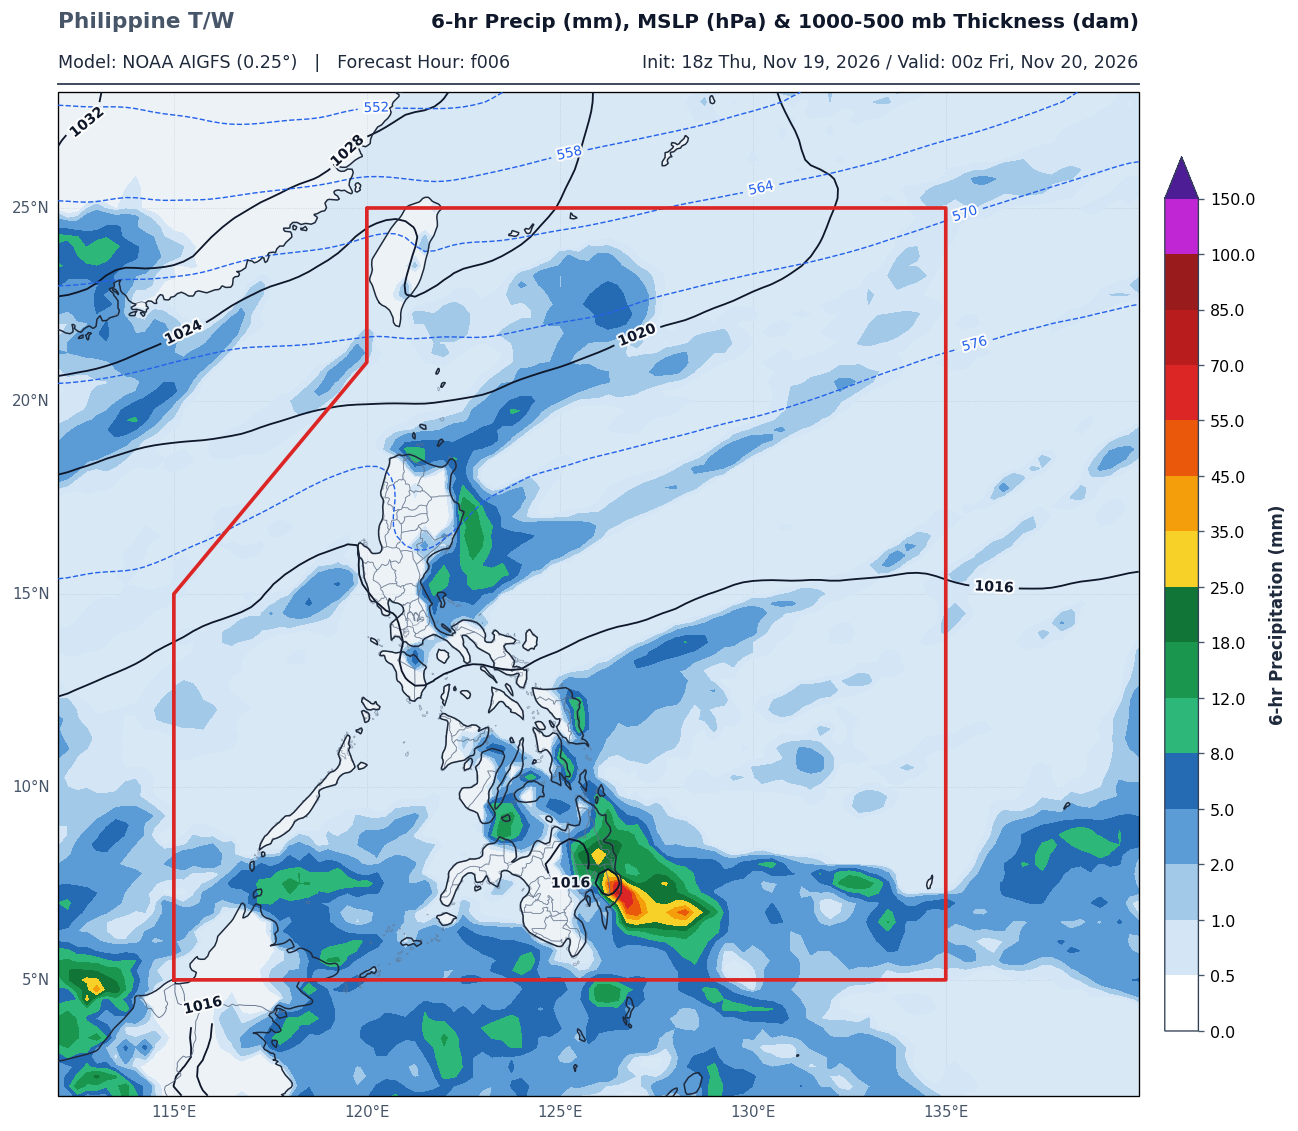 Philippine T/W
6-hr Precip (mm), MSLP (hPa) & 1000-500 mb Thickness (dam)
Model: NOAA AIGFS (0.25°) | Forecast Hour: f006
Init: 18z Thu, Nov 19, 2026 / Valid: 00z Fri, Nov 20, 2026
1032
552
1028
558
564
570
1024
1020
576
1016
1016
1016
25°N
20°N
15°N
10°N
5°N
115°E
120°E
125°E
130°E
135°E
150.0
100.0
85.0
70.0
55.0
45.0
35.0
25.0
18.0
12.0
8.0
5.0
2.0
1.0
0.5
0.0
6-hr Precipitation (mm)